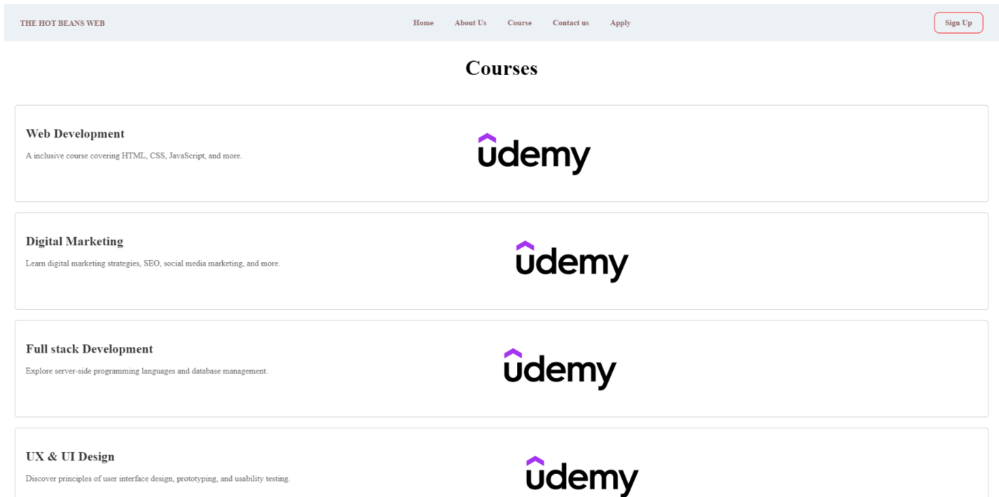 THE HOT BEANS WEB
Home About Us Course Contact us Apply
Sign Up
Courses
Web Development
A inclusive course covering HTML, CSS, JavaScript, and more.
udemy
Digital Marketing
Learn digital marketing strategies, SEO, social media marketing, and more.
udemy
Full stack Development
Explore server-side programming languages and database management.
udemy
UX & UI Design
Discover principles of user interface design, prototyping, and usability testing.
udemy